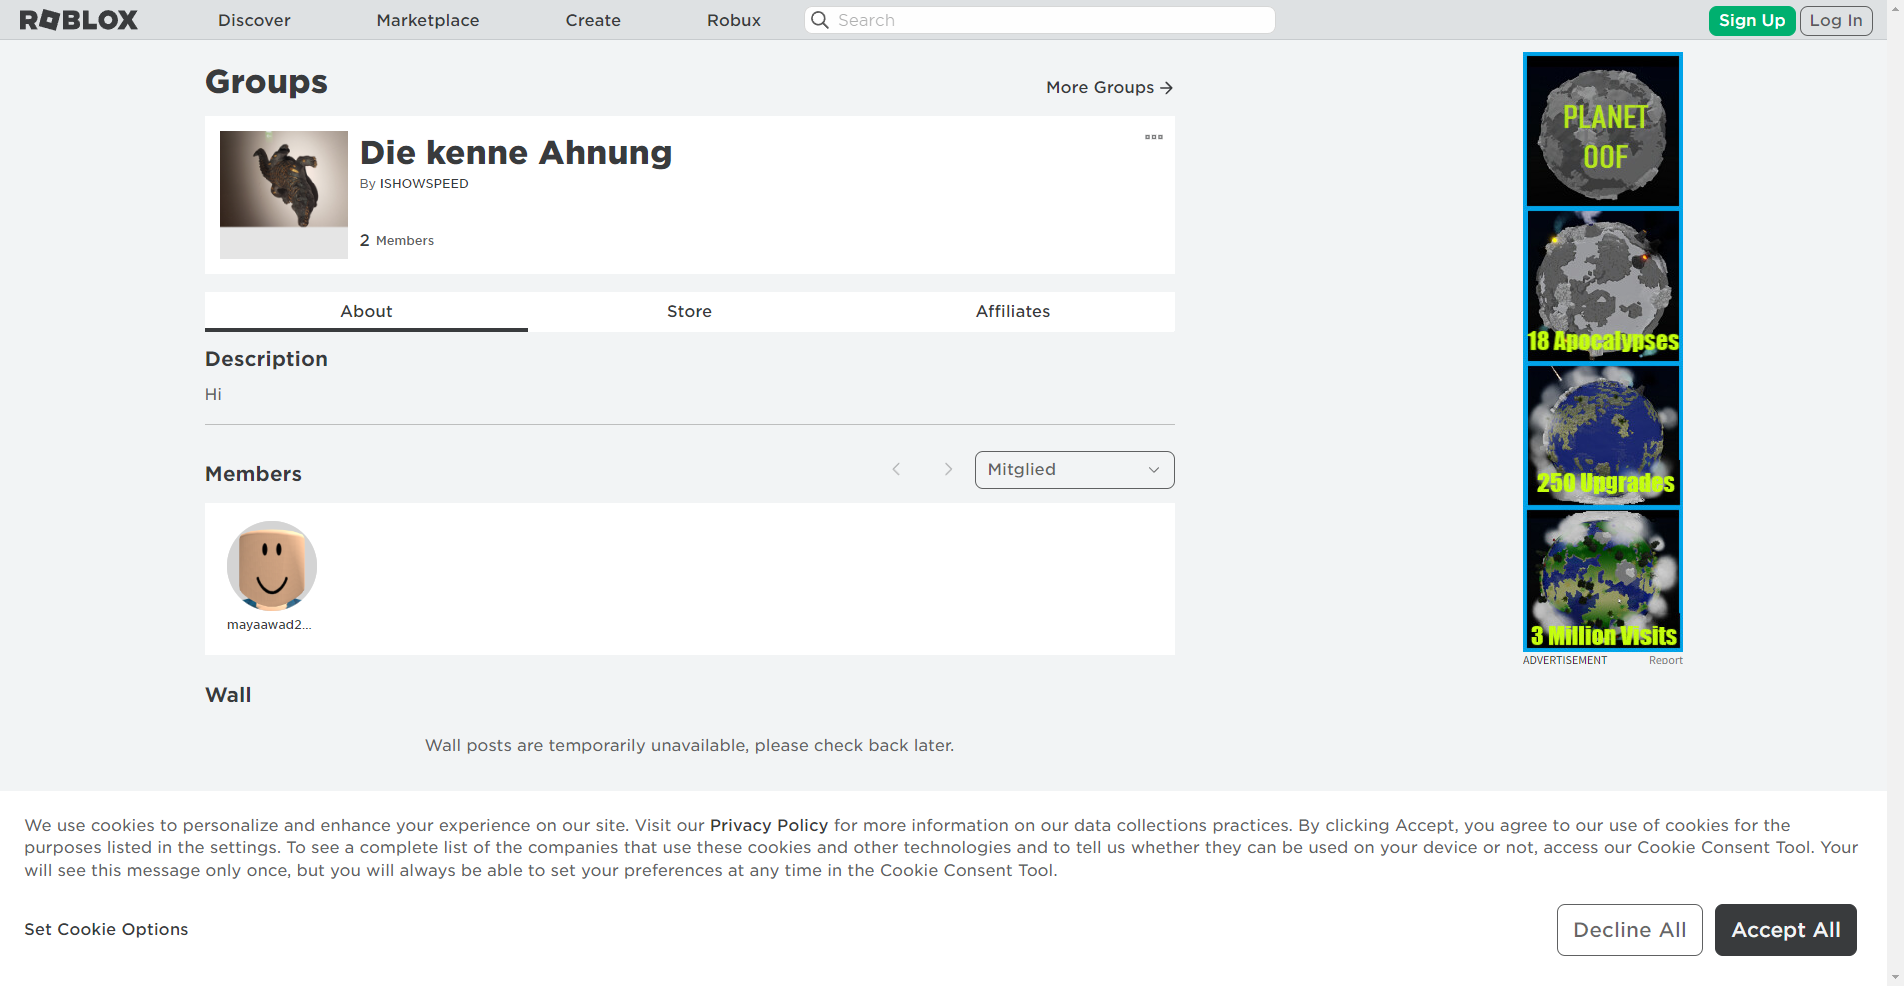 ROBLOX
Discover
Marketplace
Create
Robux
Search
Sign Up
Log In
Groups
More Groups
Die kenne Ahnung
By ISHOWSPEED
2 Members
About
Store
Affiliates
Description
Hi
Members
Mitglied
mayaawad2...
Wall
Wall posts are temporarily unavailable, please check back later.
PLANET
OOF
18 Apocalypses
250 Upgrades
3 Million Visits
ADVERTISEMENT
Report
We use cookies to personalize and enhance your experience on our site. Visit our Privacy Policy for more information on our data collections practices. By clicking Accept, you agree to our use of cookies for the
purposes listed in the settings. To see a complete list of the companies that use these cookies and other technologies and to tell us whether they can be used on your device or not, access our Cookie Consent Tool. Your
will see this message only once, but you will always be able to set your preferences at any time in the Cookie Consent Tool.
Set Cookie Options
Decline All
Accept All